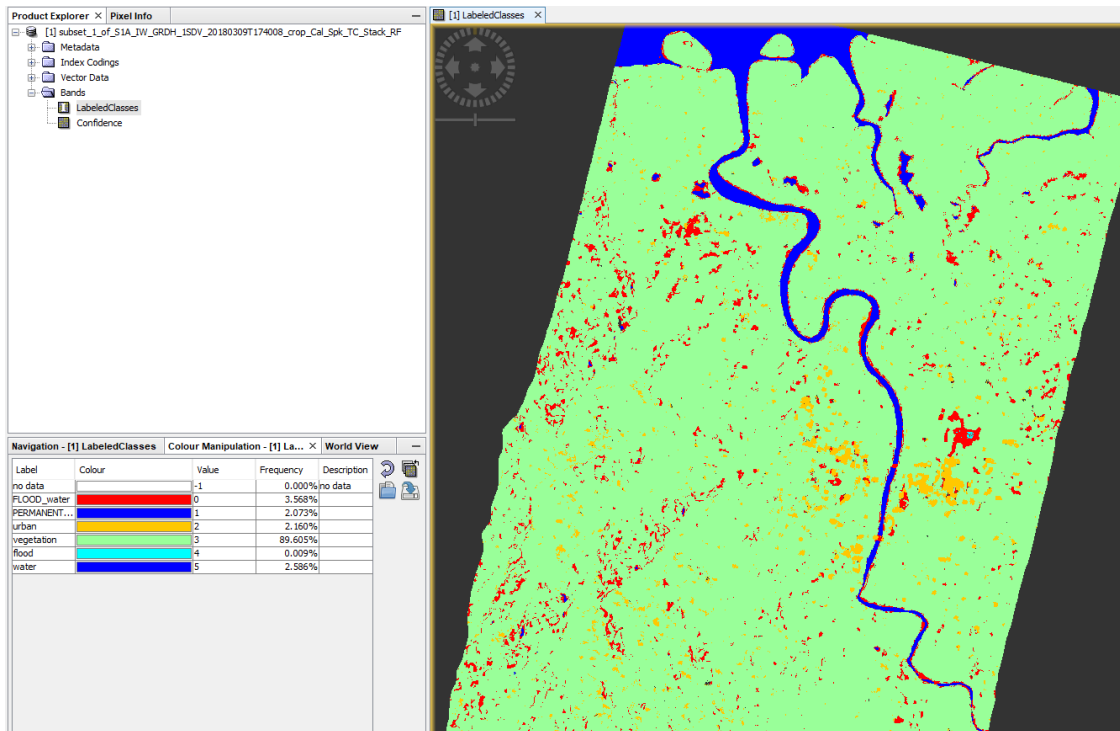 Product Explorer × Pixel Info
[1] subset_1_of_S1A_IW_GRDH_1SDV_20180309T174008_crop_Cal_Spk_TC_Stack_RF
Metadata
Index Codings
Vector Data
Bands
LabeledClasses
Confidence
[1] LabeledClasses ×
Navigation - [1] LabeledClasses Colour Manipulation - [1] La... × World View
Label Colour Value Frequency Description
no data -1 0.000% no data
FLOOD_water 0 3.568%
PERMANENT... 1 2.073%
urban 2 2.160%
vegetation 3 89.605%
flood 4 0.009%
water 5 2.586%